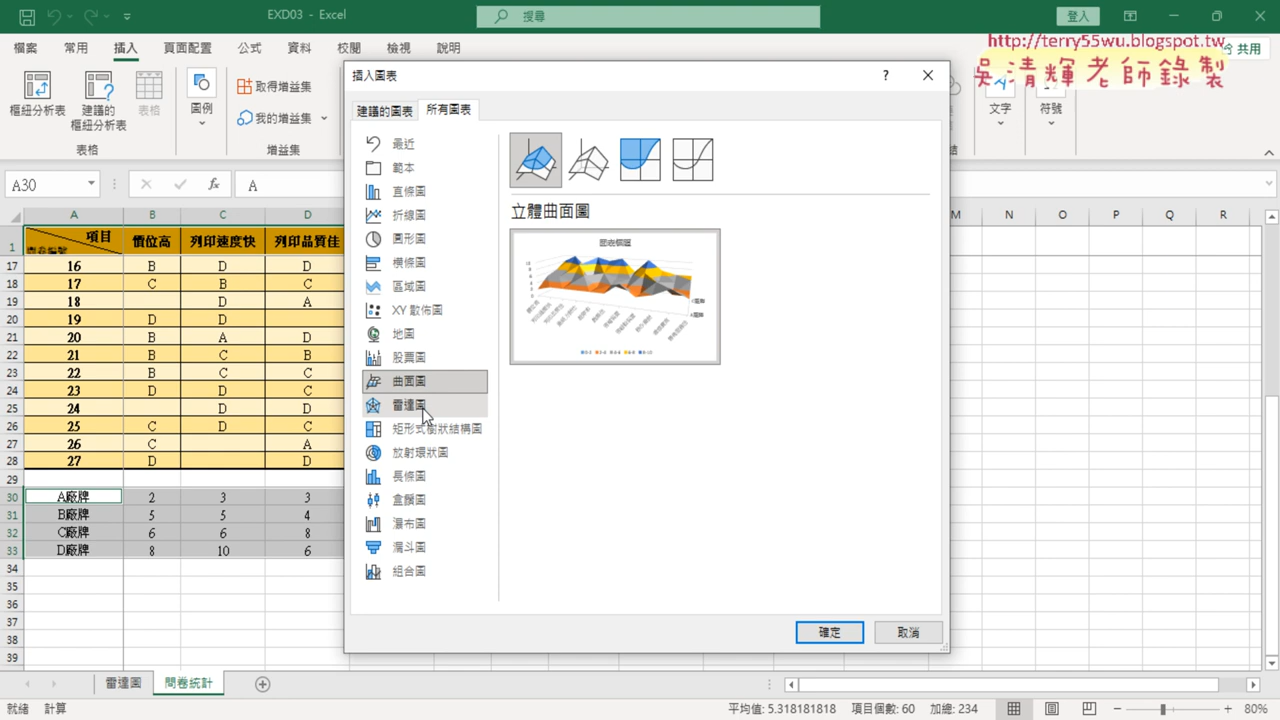 EXD03 - Excel
搜尋
登入
http://terry55wu.blogspot.tw
吳清輝老師錄製
檔案 常用 插入 頁面配置 公式 資料 校閱 檢視 說明
共用
樞紐分析表
建議的
樞紐分析表
表格
圖例
取得增益集
我的增益集
文字
符號
表格
增益集
A30
fx
A
插入圖表
?
建議的圖表
所有圖表
最近
範本
直條圖
折線圖
圓形圖
橫條圖
區域圖
XY 散佈圖
地圖
股票圖
曲面圖
雷達圖
矩形式樹狀結構圖
放射環狀圖
長條圖
盒鬚圖
瀑布圖
漏斗圖
組合圖
立體曲面圖
圖表標題
確定
取消
A B C D M N O P Q R
1 項目 價位高 列印速度快 列印品質佳
問卷編號
17 16 B D D
18 17 C B C
19 18 D A
20 19 D D
21 20 B A D
22 21 B C B
23 22 B C C
24 23 D D C
25 24 D D
26 25 C D C
27 26 C A
28 27 D D
29
30 A廠牌 2 3 3
31 B廠牌 5 5 4
32 C廠牌 6 6 8
33 D廠牌 8 10 6
34
35
36
37
38
39
雷達圖
問卷統計
就緒
計算
平均值: 5.318181818
項目個數: 60
加總: 234
80%